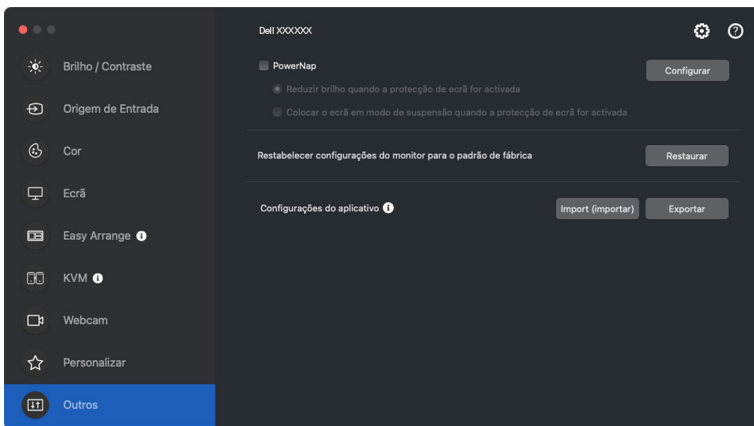 Dell XXXXXX
Brilho / Contraste
Origem de Entrada
Cor
Ecrã
Easy Arrange
KVM
Webcam
Personalizar
Outros
PowerNap
Configurar
Reduzir brilho quando a protecção de ecrã for activada
Colocar o ecrã em modo de suspensão quando a protecção de ecrã for activada
Restabelecer configurações do monitor para o padrão de fábrica
Restaurar
Configurações do aplicativo
Import (importar)
Exportar